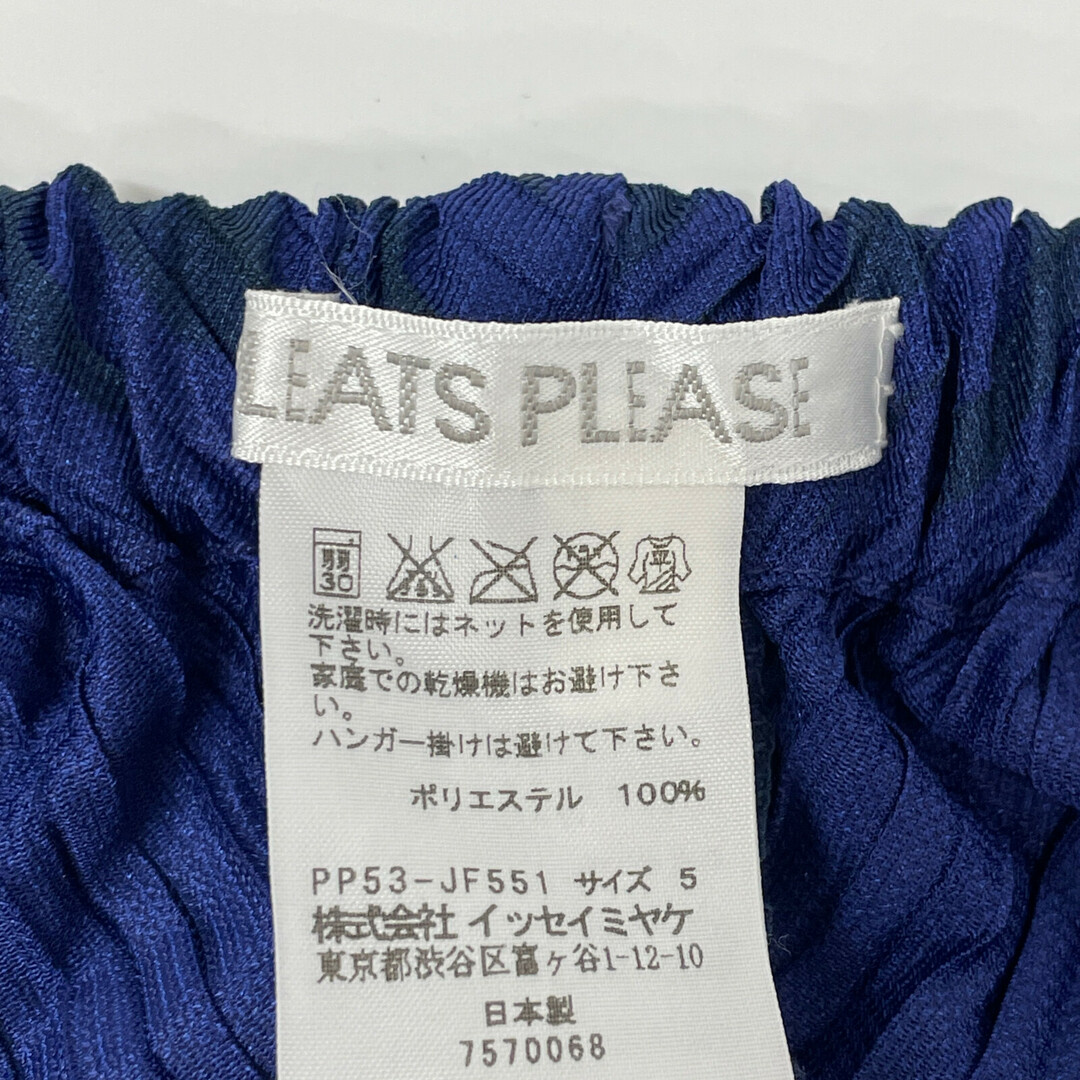 LEATS PLEASE
弱
30
平
洗濯時にはネットを使用して
下さい。
家庭での乾燥機はお避け下さ
い。
ハンガー掛けは避けて下さい。
ポリエステル 100%
PP53-JF551 サイズ 5
株式会社 イッセイミヤケ
東京都渋谷区富ヶ谷1-12-10
日本製
7570068